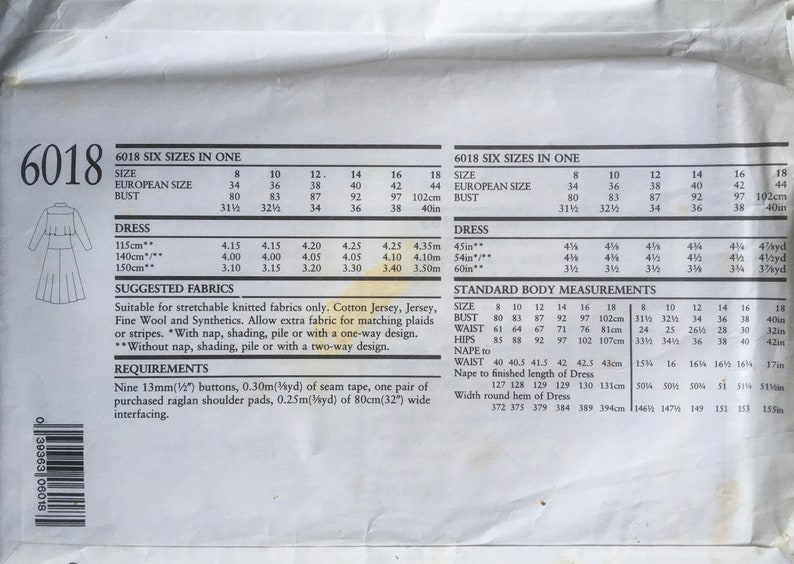 6018
6018 SIX SIZES IN ONE
SIZE 8 10 12 14 16 18
EUROPEAN SIZE 34 36 38 40 42 44
BUST 80 83 87 92 97 102cm
31½ 32½ 34 36 38 40in
DRESS
115cm** 4.15 4.15 4.20 4.25 4.25 4.35m
140cm*/** 4.00 4.00 4.05 4.05 4.10 4.10m
150cm** 3.10 3.15 3.20 3.30 3.40 3.50m
SUGGESTED FABRICS
Suitable for stretchable knitted fabrics only. Cotton Jersey, Jersey,
Fine Wool and Synthetics. Allow extra fabric for matching plaids
or stripes. *With nap, shading, pile or with a one-way design.
**Without nap, shading, pile or with a two-way design.
REQUIREMENTS
Nine 13mm(½") buttons, 0.30m(⅜yd) of seam tape, one pair of
purchased raglan shoulder pads, 0.25m(⅜yd) of 80cm(32") wide
interfacing.
6018 SIX SIZES IN ONE
SIZE 8 10 12 14 16 18
EUROPEAN SIZE 34 36 38 40 42 44
BUST 80 83 87 92 97 102cm
31½ 32½ 34 36 38 40in
DRESS
45in** 4⅝ 4⅝ 4⅝ 4¾ 4¾ 4⅞yd
54in*/** 4⅜ 4⅜ 4½ 4½ 4½ 4½yd
60in** 3½ 3½ 3½ 3⅝ 3¾ 3⅞yd
STANDARD BODY MEASUREMENTS
SIZE 8 10 12 14 16 18 8 10 12 14 16 18
BUST 80 83 87 92 97 102cm 31½ 32½ 34 36 38 40in
WAIST 61 64 67 71 76 81cm 24 25 26½ 28 30 32in
HIPS 85 88 92 97 102 107cm 33½ 34½ 36 38 40 42in
NAPE to
WAIST 40 40.5 41.5 42 42.5 43cm 15¾ 16 16¼ 16½ 16¾ 17in
Nape to finished length of Dress
127 128 129 129 130 131cm 50¼ 50½ 50¾ 51 51¼ 51½in
Width round hem of Dress
372 375 379 384 389 394cm 146½ 147½ 149 151 153 155in
0 39363 06018